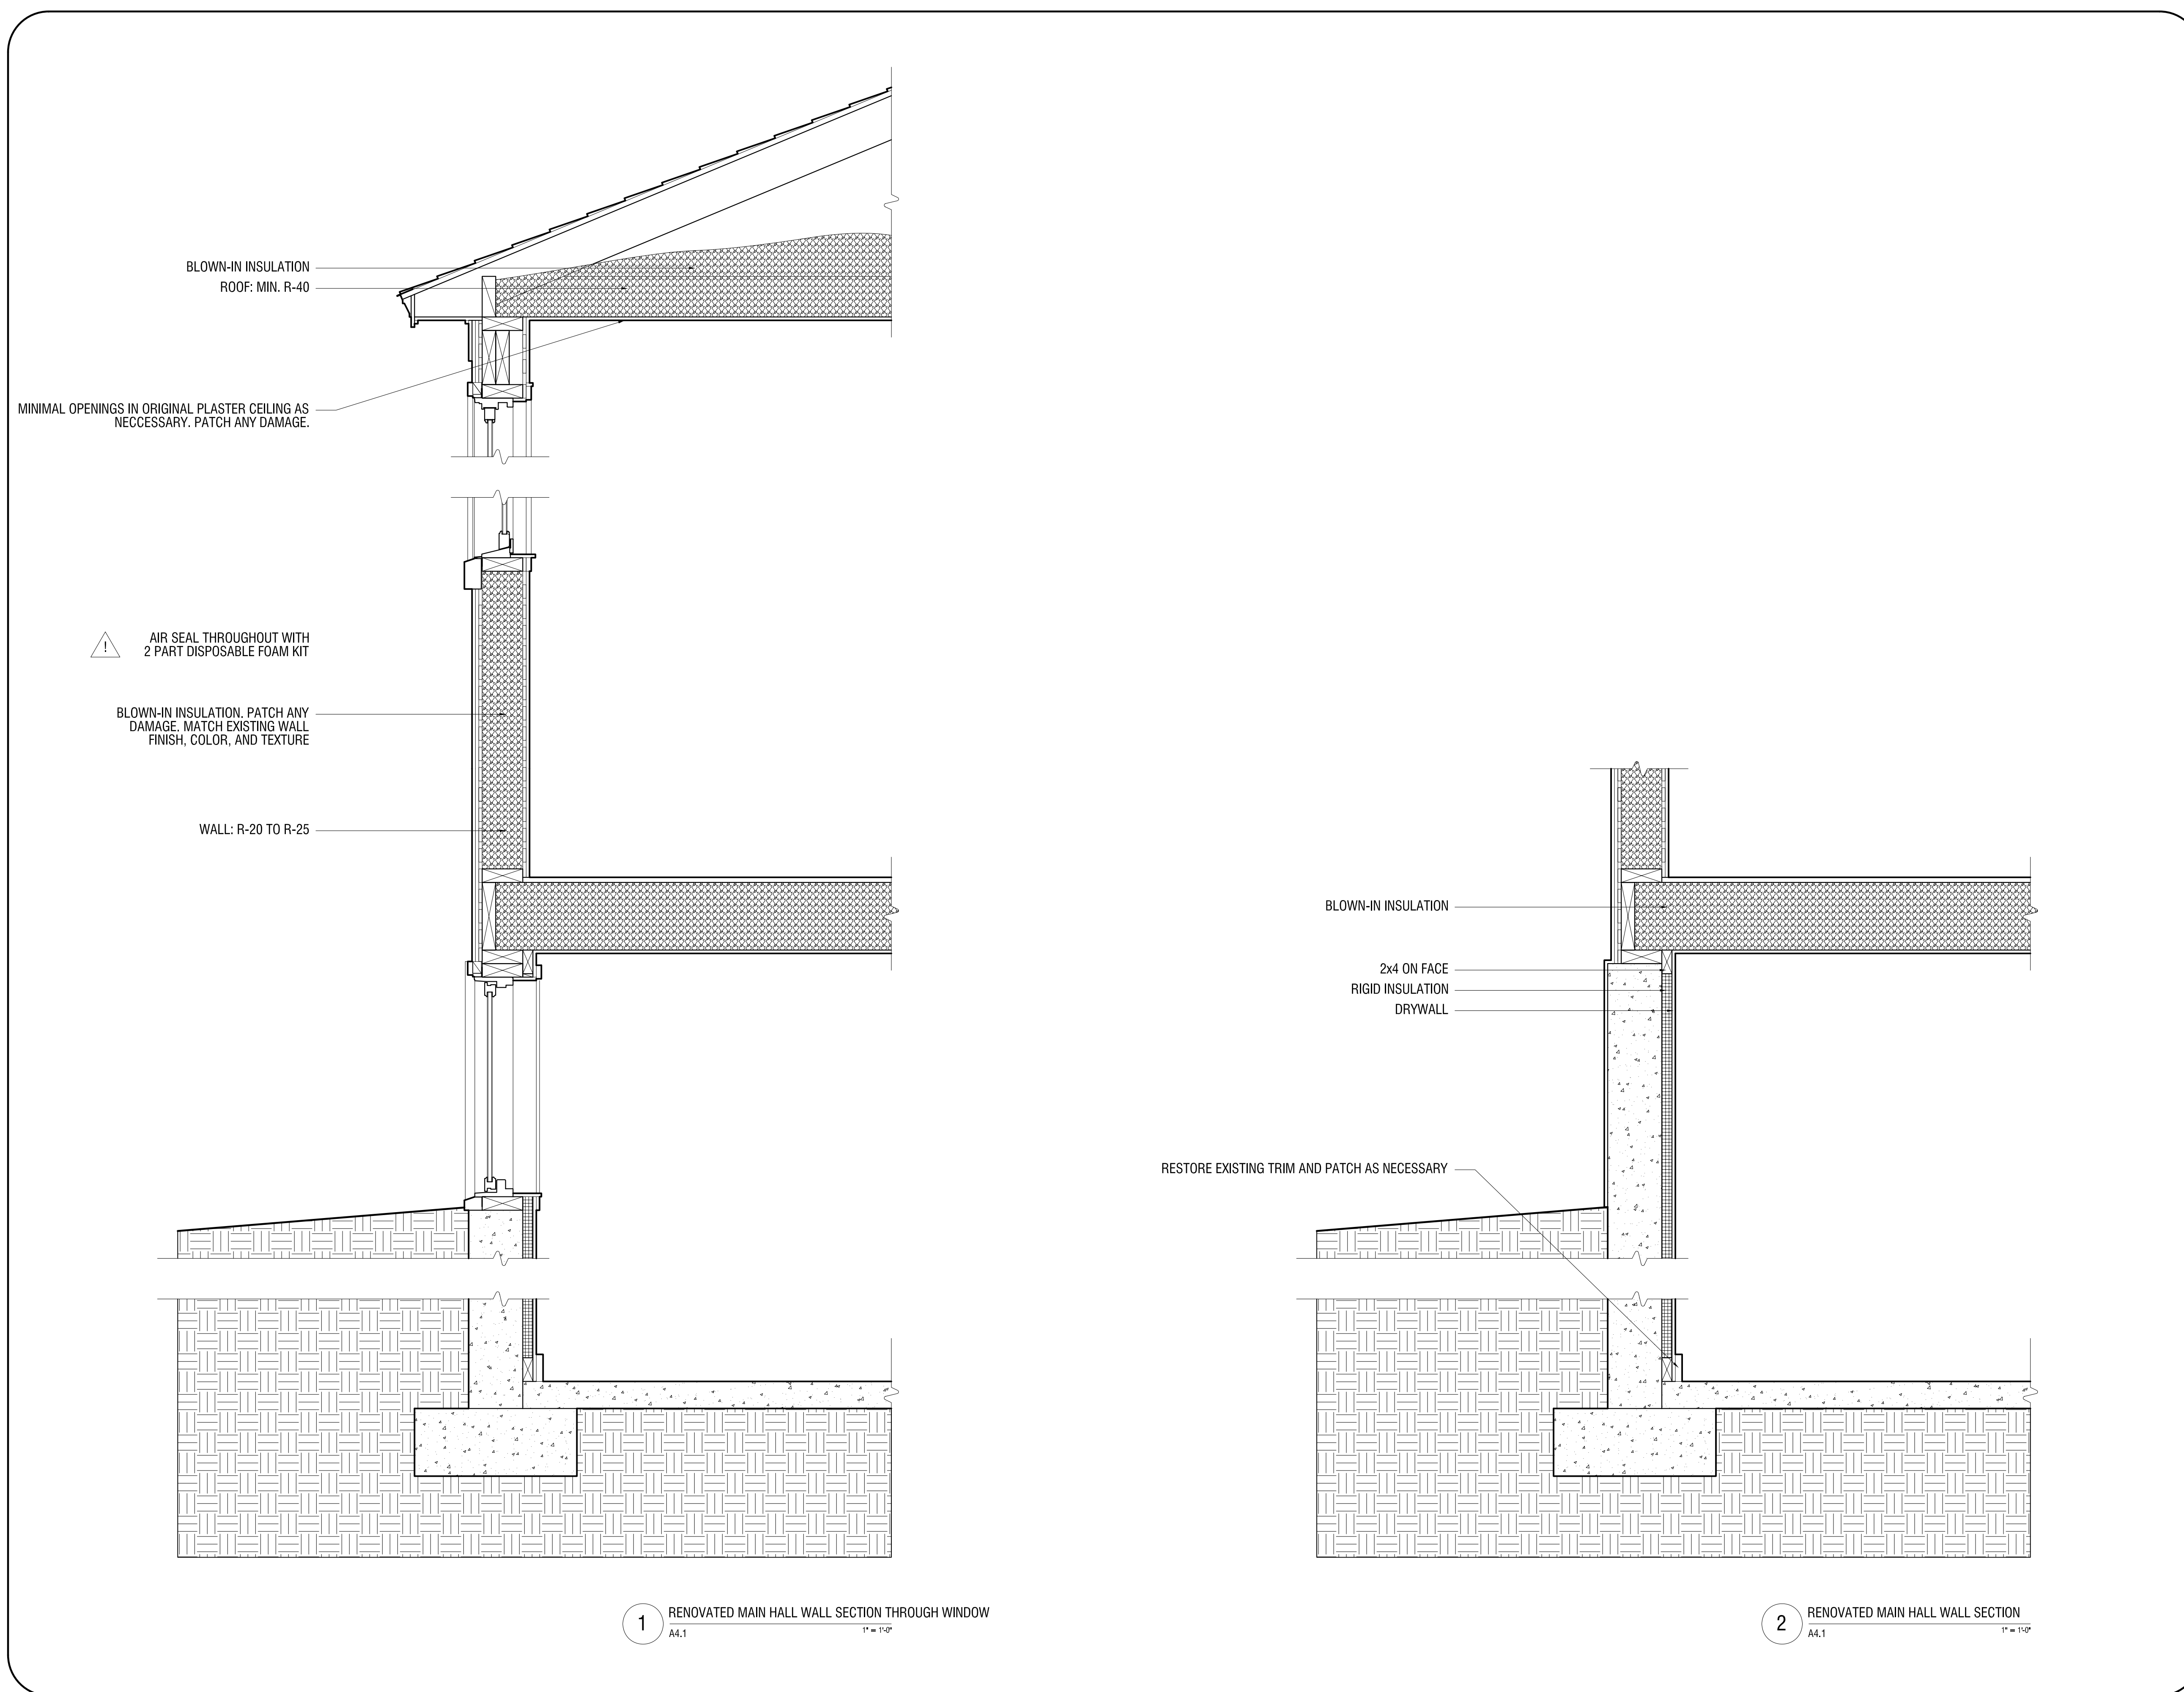 BLOWN-IN INSULATION
ROOF: MIN. R-40
MINIMAL OPENINGS IN ORIGINAL PLASTER CEILING AS
NECCESSARY. PATCH ANY DAMAGE.
!
AIR SEAL THROUGHOUT WITH
2 PART DISPOSABLE FOAM KIT
BLOWN-IN INSULATION. PATCH ANY
DAMAGE. MATCH EXISTING WALL
FINISH, COLOR, AND TEXTURE
WALL: R-20 TO R-25
1
RENOVATED MAIN HALL WALL SECTION THROUGH WINDOW
A4.1
1" = 1'-0"
BLOWN-IN INSULATION
2x4 ON FACE
RIGID INSULATION
DRYWALL
RESTORE EXISTING TRIM AND PATCH AS NECESSARY
2
RENOVATED MAIN HALL WALL SECTION
A4.1
1" = 1'-0"